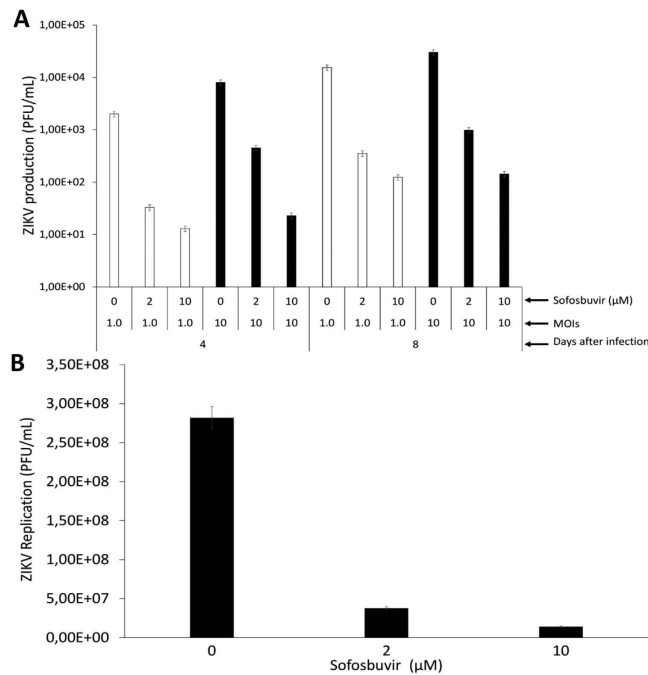 A
ZIKV production (PFU/mL)
1,00E+05
1,00E+04
1,00E+03
1,00E+02
1,00E+01
1,00E+00
0 2 10 0 2 10 0 2 10 0 2 10 Sofosbuvir (μM)
1.0 1.0 1.0 10 10 10 1.0 1.0 1.0 10 10 10 MOIs
4 8 Days after infection
B
ZIKV Replication (PFU/mL)
3,50E+08
3,00E+08
2,50E+08
2,00E+08
1,50E+08
1,00E+08
5,00E+07
0,00E+00
0 2 10
Sofosbuvir (μM)